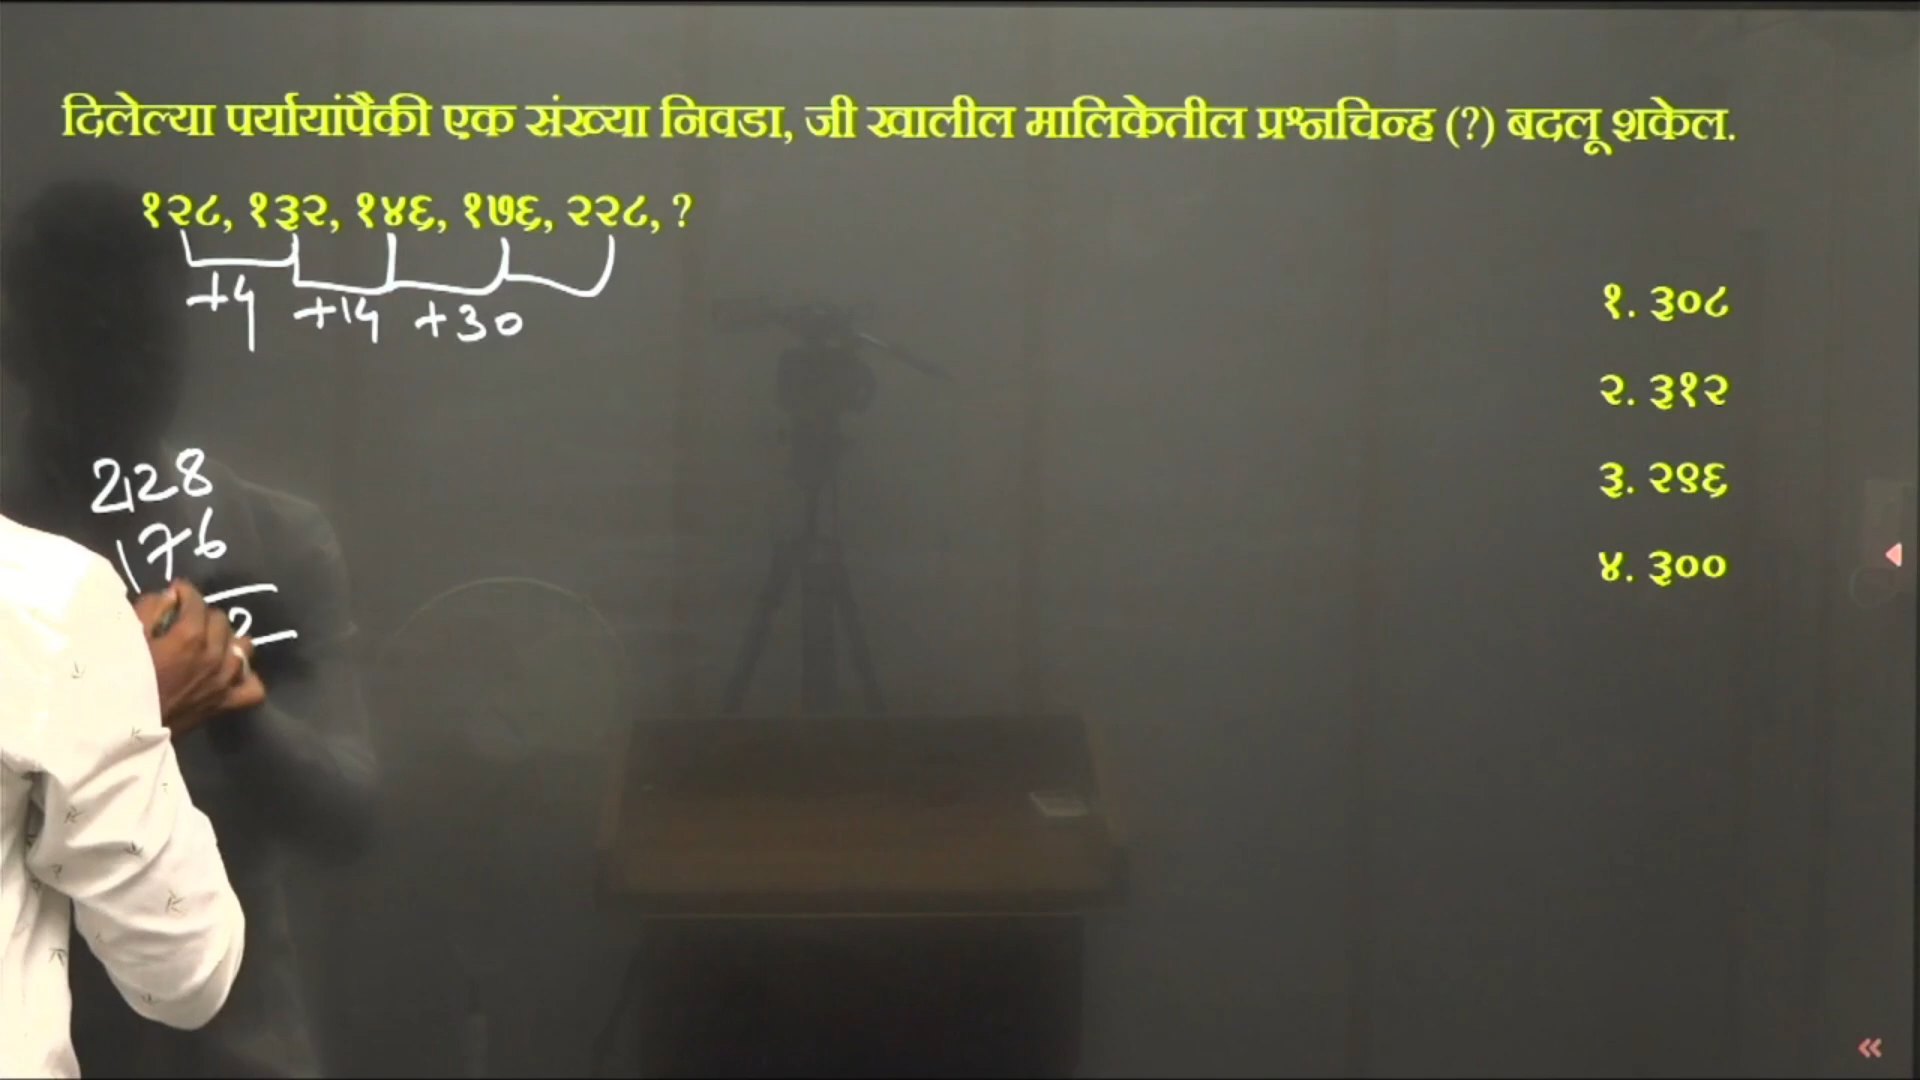 दिलेल्या पर्यायांपैकी एक संख्या निवडा, जी खालील मालिकेतील प्रश्नचिन्ह (?) बदलू शकेल.
१२८, १३२, १४६, १७६, २२८, ?
+4 +14 +30
१. ३०८
२. ३१२
३. २९६
४. ३००
228
176
2
«